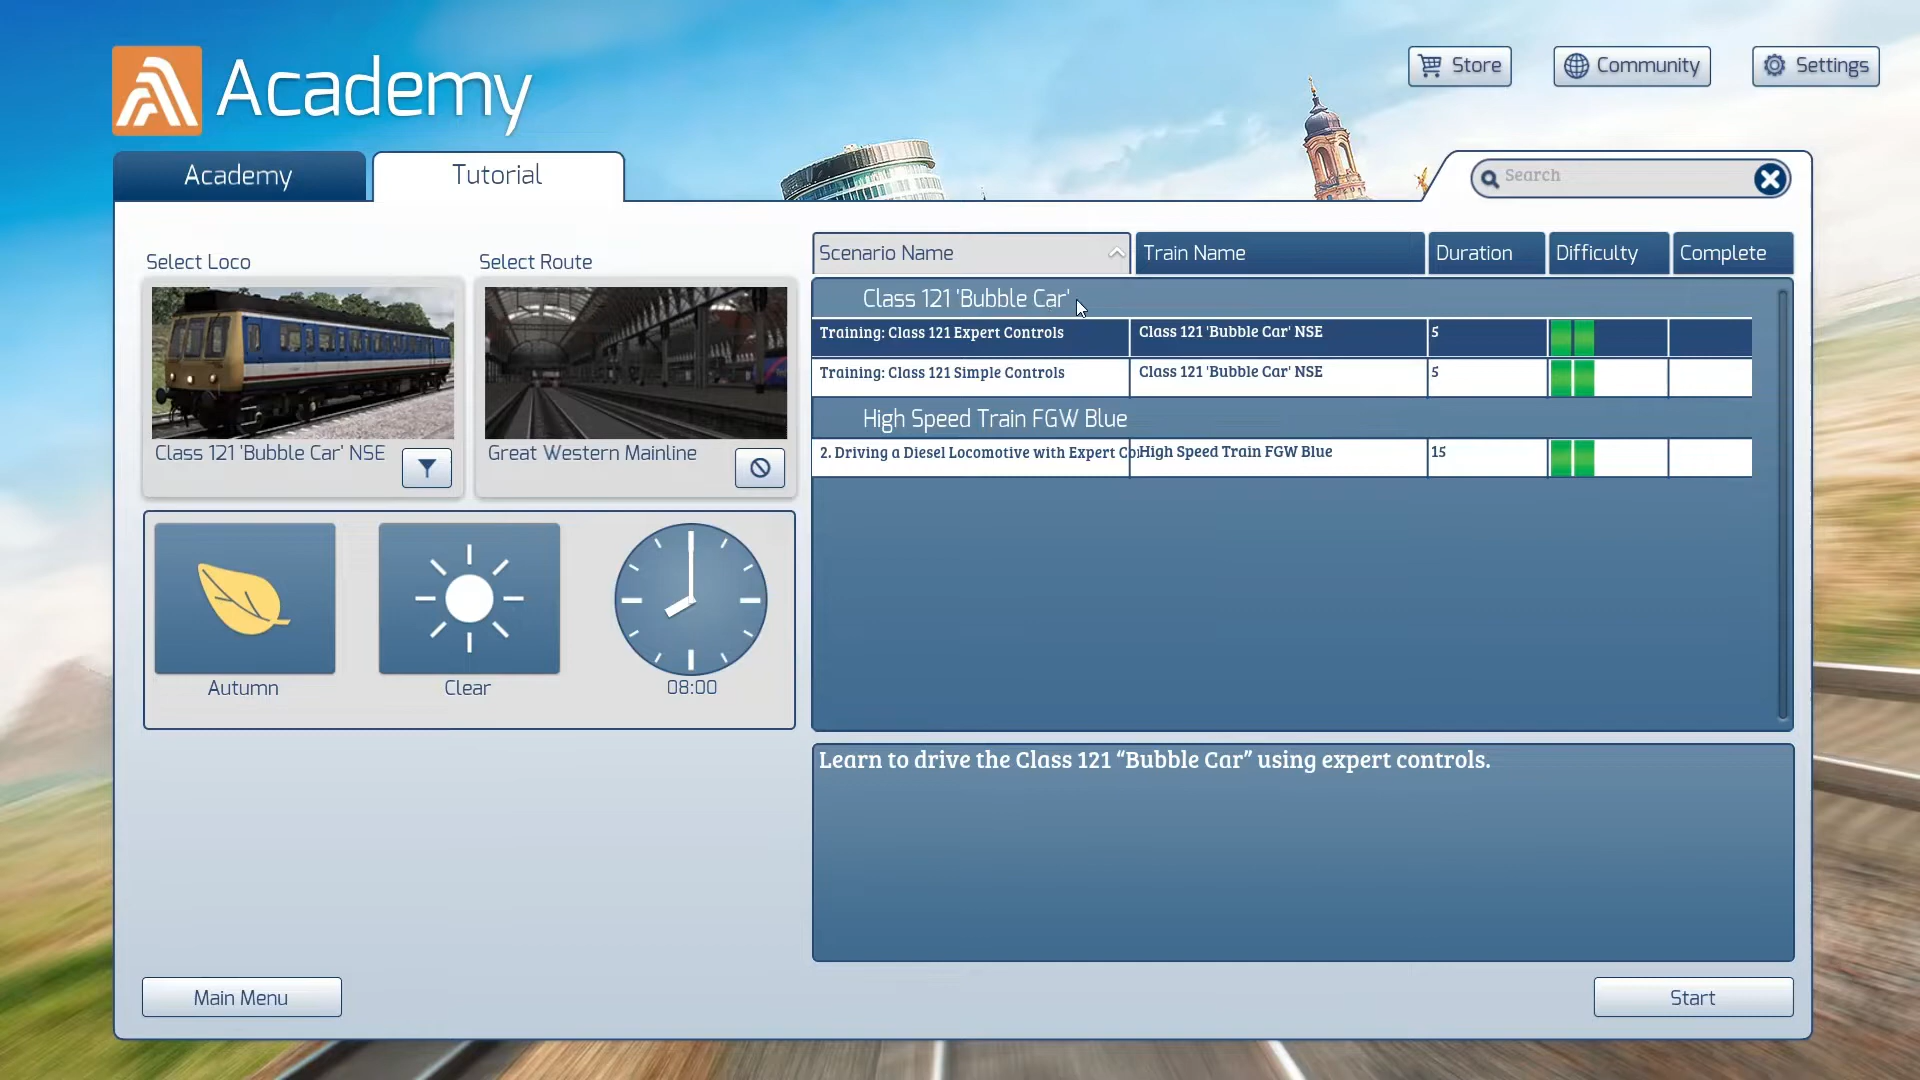 Academy
Store
Community
Settings
Academy
Tutorial
Search
Select Loco
Select Route
Class 121 'Bubble Car' NSE
Great Western Mainline
Autumn
Clear
08:00
Scenario Name
Train Name
Duration
Difficulty
Complete
Class 121 'Bubble Car'
Training: Class 121 Expert Controls
Class 121 'Bubble Car' NSE
5
Training: Class 121 Simple Controls
Class 121 'Bubble Car' NSE
5
High Speed Train FGW Blue
2. Driving a Diesel Locomotive with Expert Co
High Speed Train FGW Blue
15
Learn to drive the Class 121 “Bubble Car” using expert controls.
Main Menu
Start